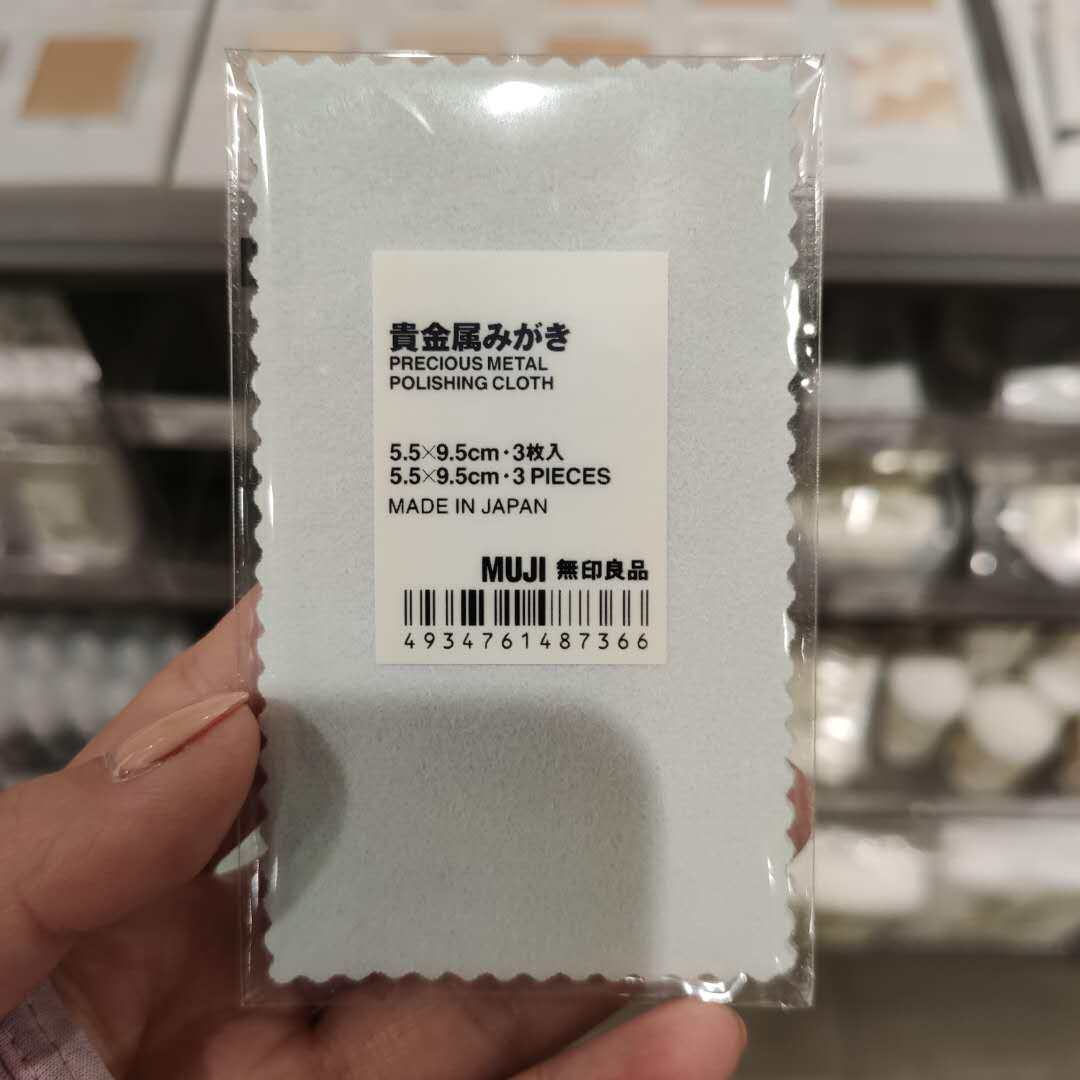 貴金属みがき
PRECIOUS METAL
POLISHING CLOTH
5.5×9.5cm・3枚入
5.5×9.5cm・3 PIECES
MADE IN JAPAN
MUJI 無印良品
4934761487366